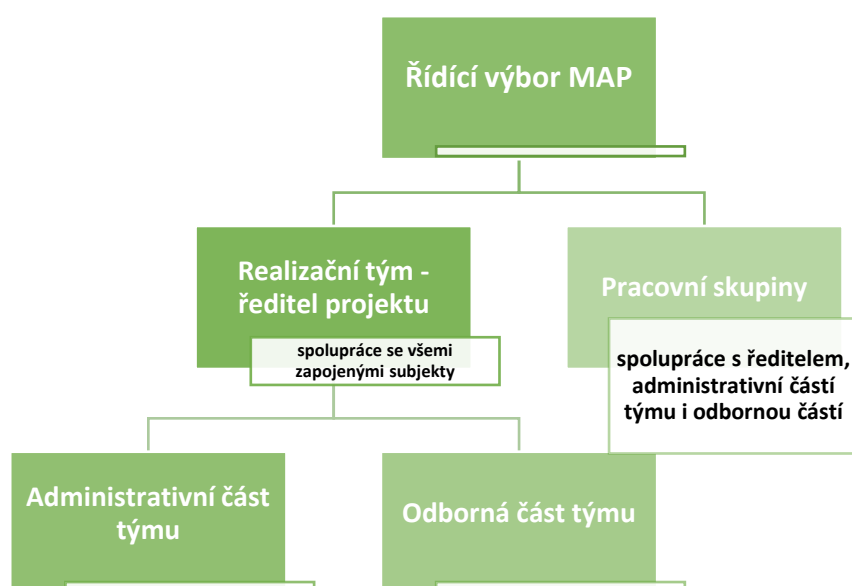 Řídící výbor MAP
Realizační tým -
ředitel projektu
spolupráce se všemi
zapojenými subjekty
Pracovní skupiny
spolupráce s ředitelem,
administrativní částí
týmu i odbornou částí
Administrativní část
týmu
Odborná část týmu